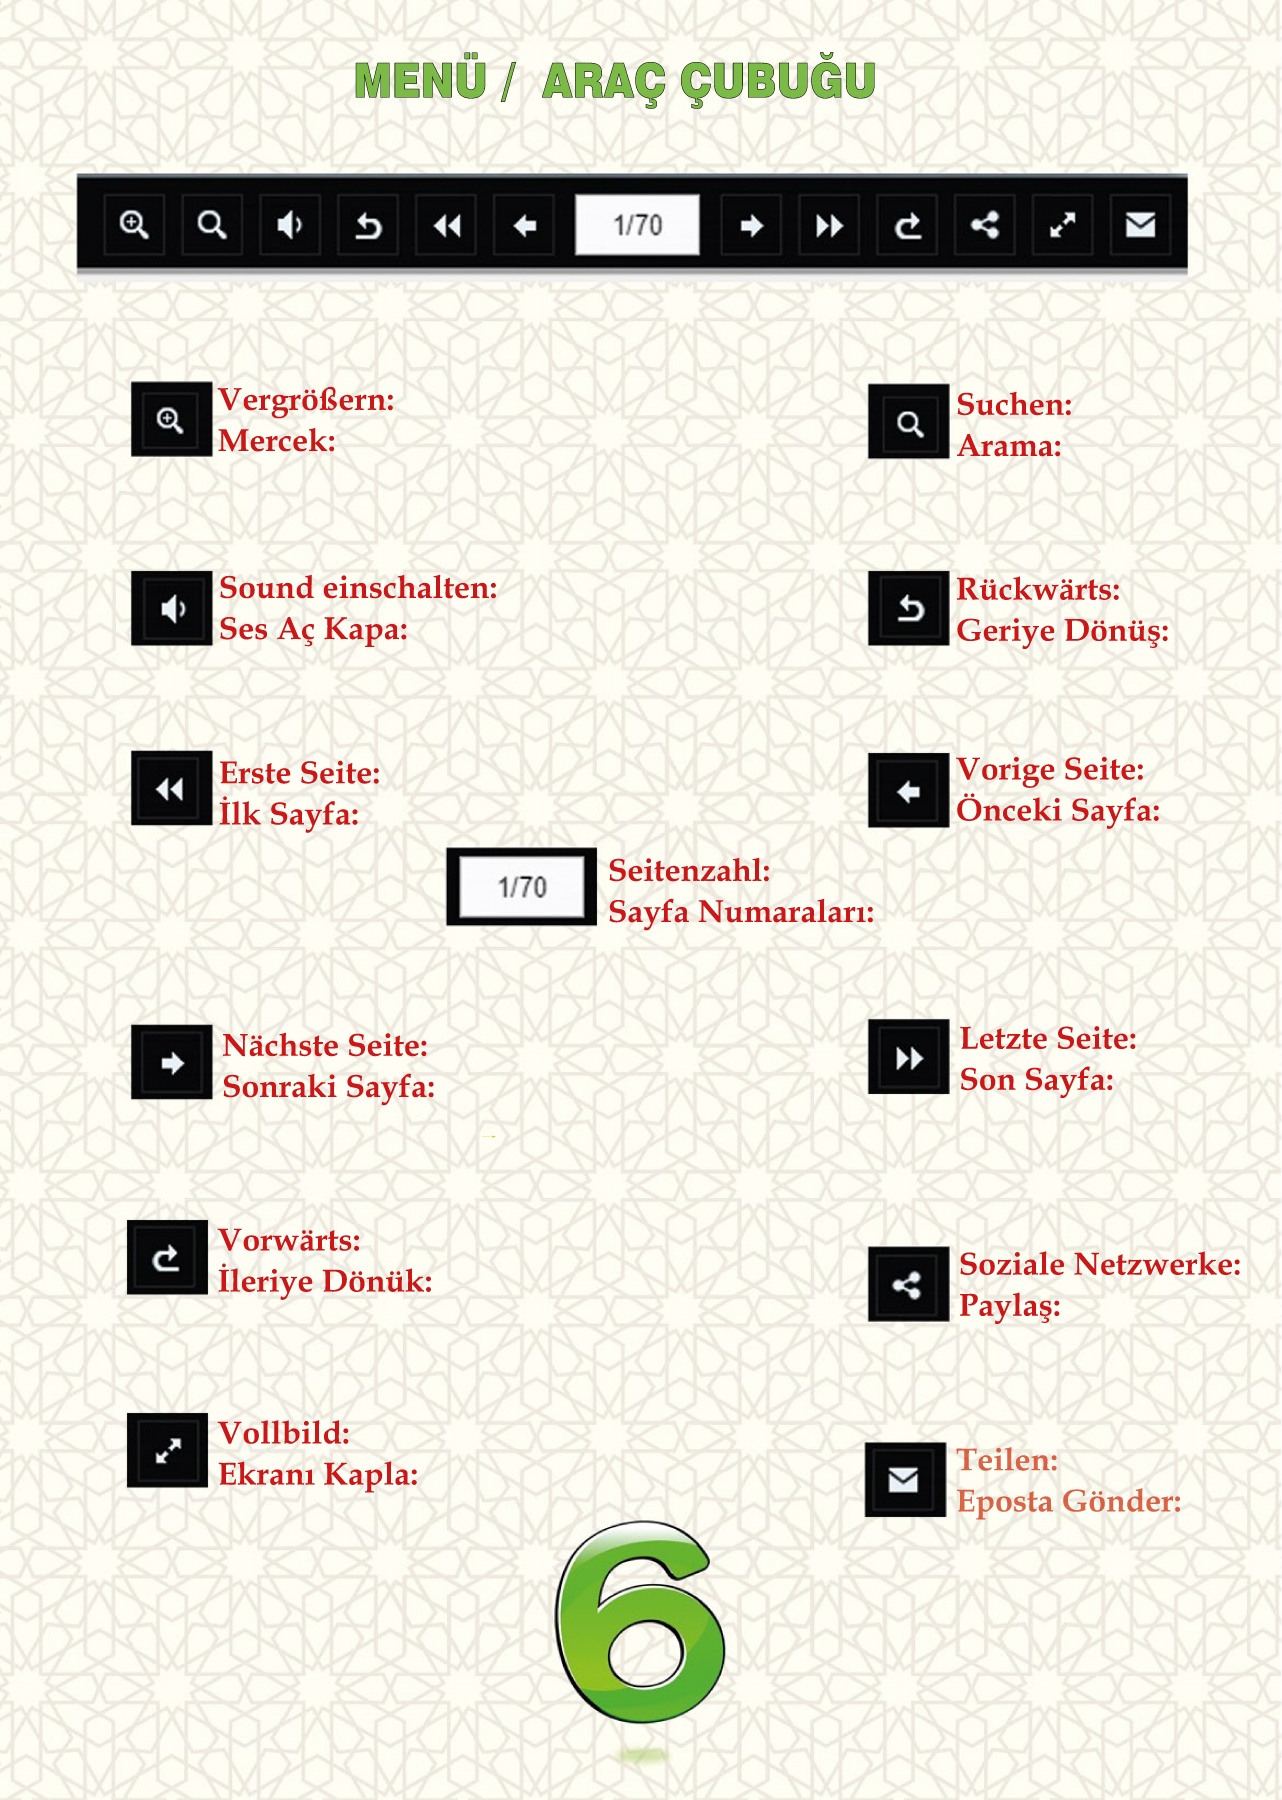 MENÜ / ARAÇ ÇUBUĞU
1/70
Vergrößern:
Mercek:
Suchen:
Arama:
Sound einschalten:
Ses Aç Kapa:
Rückwärts:
Geriye Dönüş:
Erste Seite:
İlk Sayfa:
Vorige Seite:
Önceki Sayfa:
1/70
Seitenzahl:
Sayfa Numaraları:
Nächste Seite:
Sonraki Sayfa:
Letzte Seite:
Son Sayfa:
Vorwärts:
İleriye Dönük:
Soziale Netzwerke:
Paylaş:
Vollbild:
Ekranı Kapla:
Teilen:
Eposta Gönder:
6